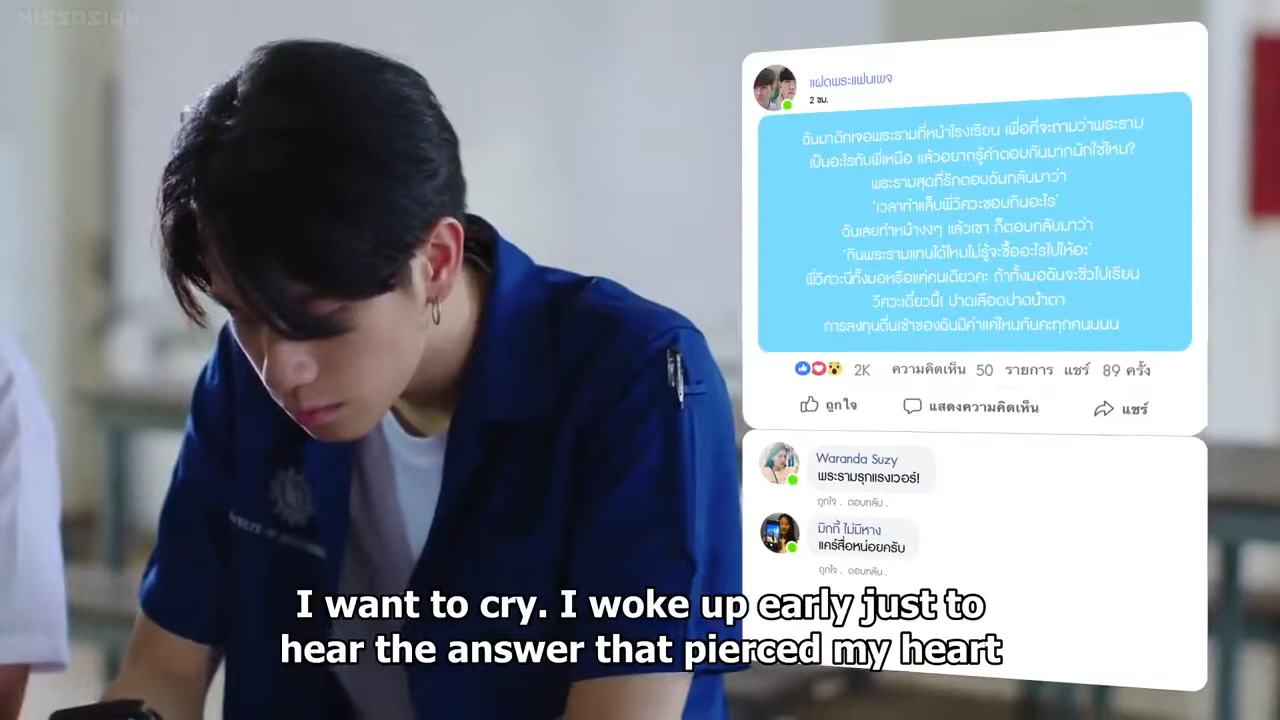 KISSASIAN
แฝดพระแฟนเพจ
2 ชม.
ฉันมาดักเจอพระรามที่หน้าโรงเรียน เพื่อที่จะถามว่าพระราม
เป็นอะไรกับพี่เหนือ แล้วอยากรู้คำตอบกันมากนักใช่ไหม?
พระรามสุดที่รักตอบฉันกลับมาว่า
'เวลาทำแล็บพี่วิศวะชอบกินอะไร'
ฉันเลยทำหน้างงๆ แล้วเขา ก็ตอบกลับมาว่า
'กินพระรามแทนได้ไหมไม่รู้จะซื้ออะไรไปให้อะ'
พี่วิศวะนี่ทั้งมอหรือแค่คนเดียวคะ ถ้าทั้งมอฉันจะซิ่วไปเรียน
วิศวะเดี๋ยวนี้! ปาดเลือดปาดน้ำตา
การลงทุนตื่นเช้าของฉันมีค่าแค่ไหนกันคะทุกคนนนน
2K ความคิดเห็น 50 รายการ แชร์ 89 ครั้ง
ถูกใจ แสดงความคิดเห็น แชร์
Waranda Suzy
พระรามรุกแรงเวอร์!
ถูกใจ . ตอบกลับ .
มิกกี้ ไม่มีหาง
แคร์สื่อหน่อยครับ
ถูกใจ . ตอบกลับ .
I want to cry. I woke up early just to
hear the answer that pierced my heart